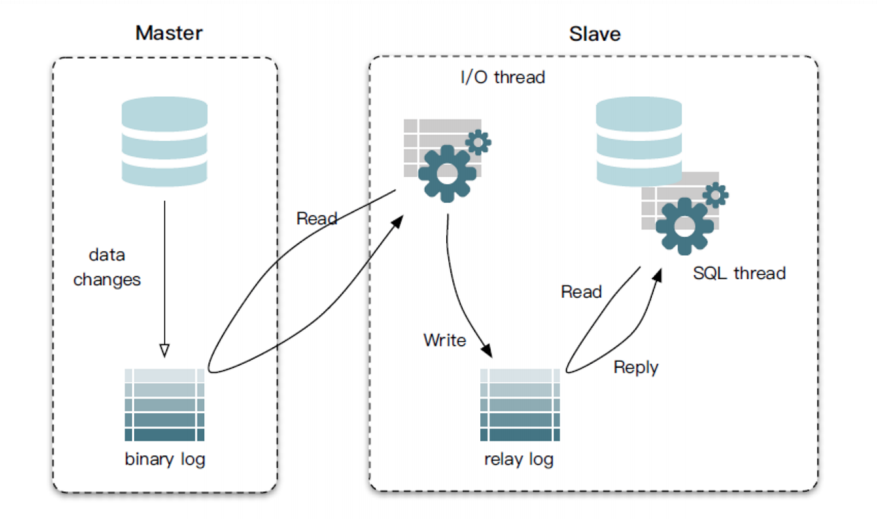 Master
Slave
I/O thread
Read
data
changes
SQL thread
Read
Write
Reply
binary log
relay log